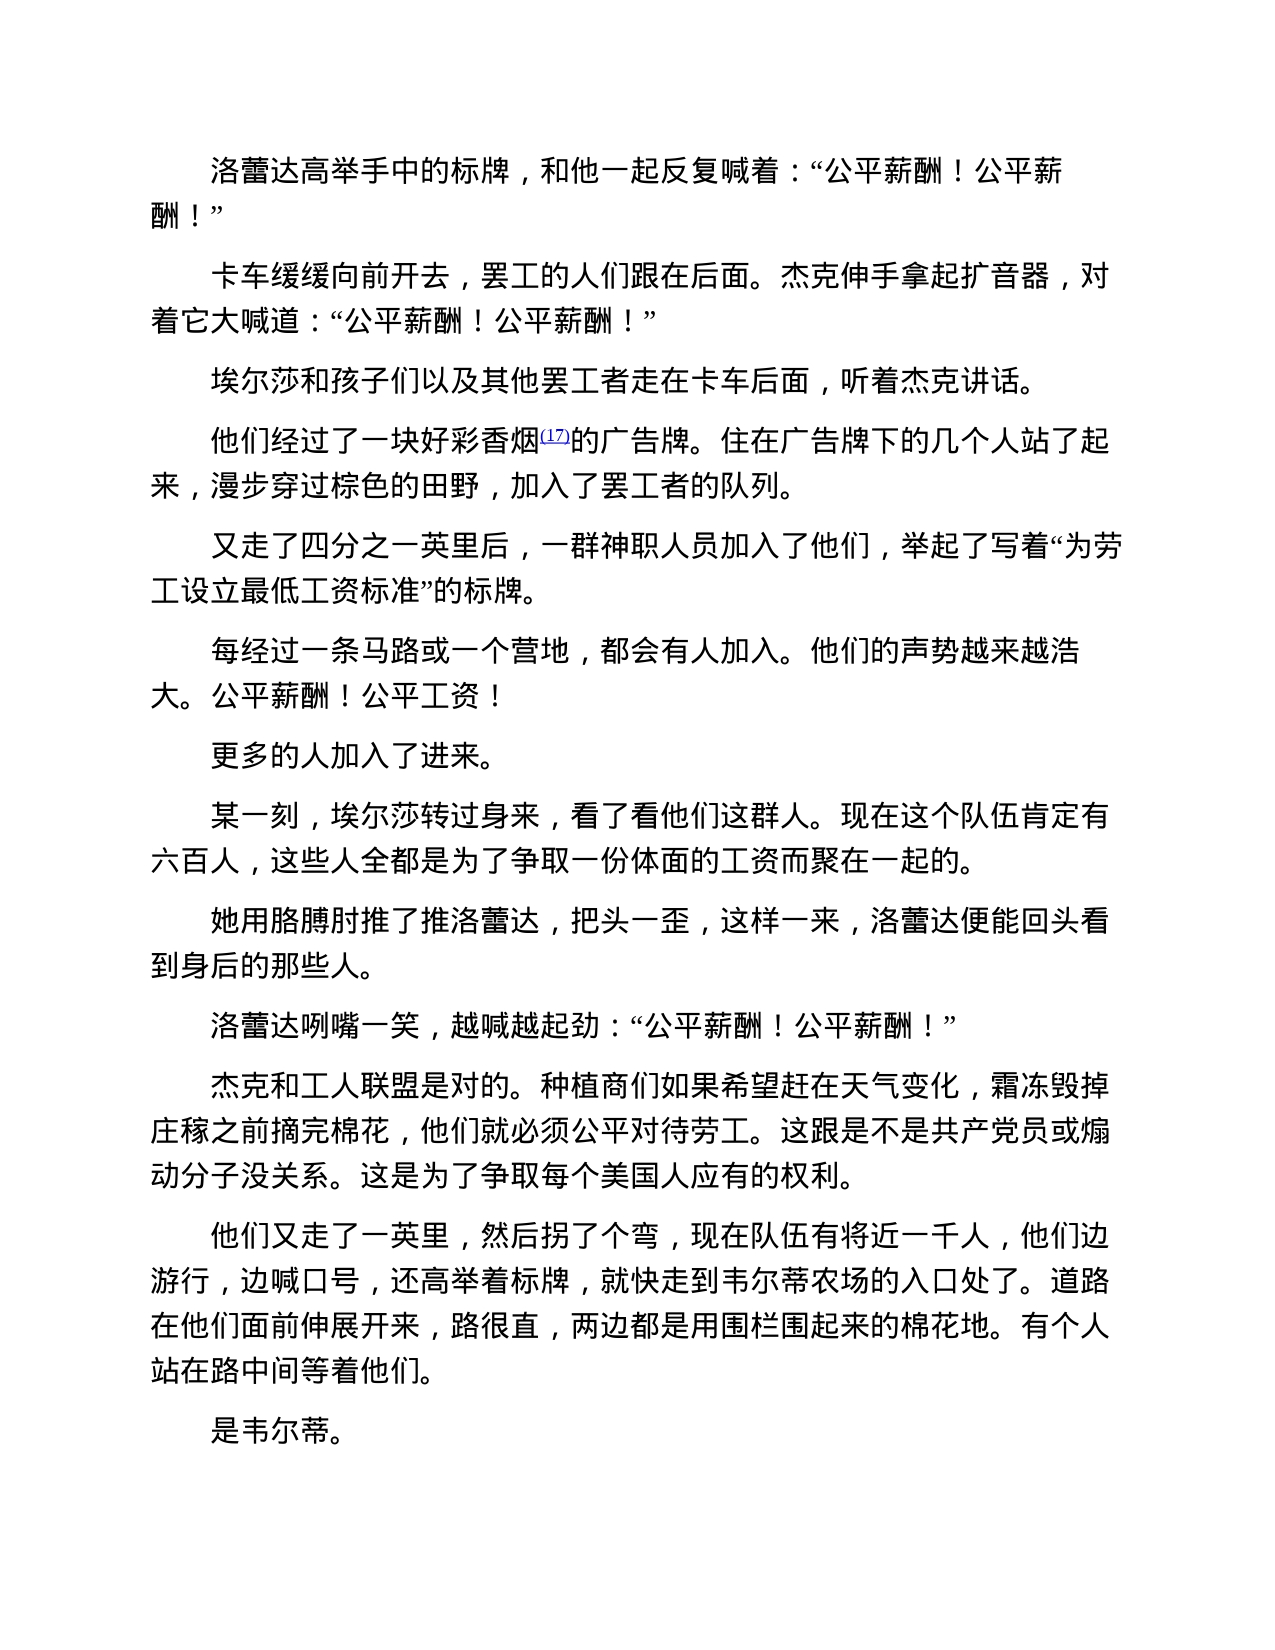 洛蕾达高举手中的标牌，和他一起反复喊着：“公平薪酬！公平薪
酬！”
卡车缓缓向前开去，罢工的人们跟在后面。杰克伸手拿起扩音器，对
着它大喊道：“公平薪酬！公平薪酬！”
埃尔莎和孩子们以及其他罢工者走在卡车后面，听着杰克讲话。
他们经过了一块好彩香烟(17)的广告牌。住在广告牌下的几个人站了起
来，漫步穿过棕色的田野，加入了罢工者的队列。
又走了四分之一英里后，一群神职人员加入了他们，举起了写着“为劳
工设立最低工资标准”的标牌。
每经过一条马路或一个营地，都会有人加入。他们的声势越来越浩
大。公平薪酬！公平工资！
更多的人加入了进来。
某一刻，埃尔莎转过身来，看了看他们这群人。现在这个队伍肯定有
六百人，这些人全都是为了争取一份体面的工资而聚在一起的。
她用胳膊肘推了推洛蕾达，把头一歪，这样一来，洛蕾达便能回头看
到身后的那些人。
洛蕾达咧嘴一笑，越喊越起劲：“公平薪酬！公平薪酬！”
杰克和工人联盟是对的。种植商们如果希望赶在天气变化，霜冻毁掉
庄稼之前摘完棉花，他们就必须公平对待劳工。这跟是不是共产党员或煽
动分子没关系。这是为了争取每个美国人应有的权利。
他们又走了一英里，然后拐了个弯，现在队伍有将近一千人，他们边
游行，边喊口号，还高举着标牌，就快走到韦尔蒂农场的入口处了。道路
在他们面前伸展开来，路很直，两边都是用围栏围起来的棉花地。有个人
站在路中间等着他们。
是韦尔蒂。